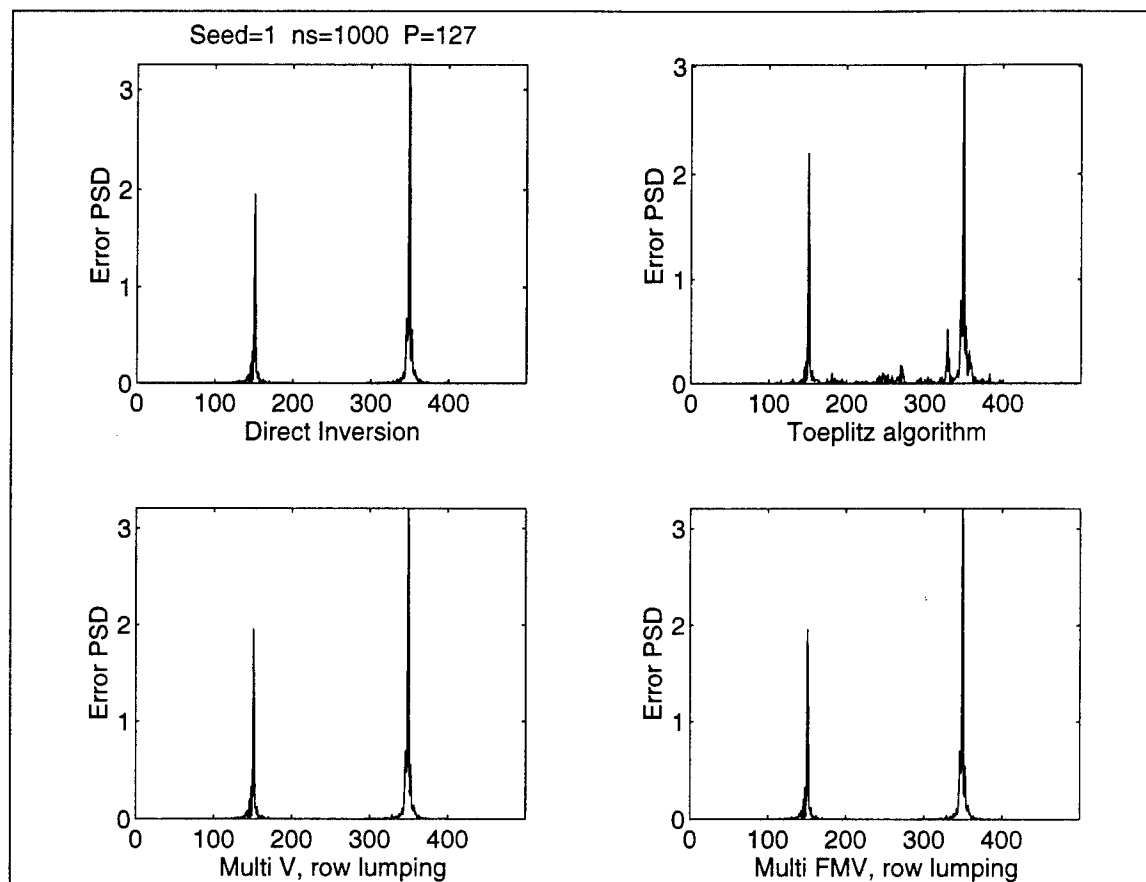 Seed=1 ns=1000 P=127
Error PSD
3
2
1
0
0 100 200 300 400
Direct Inversion
Error PSD
3
2
1
0
0 100 200 300 400
Toeplitz algorithm
Error PSD
3
2
1
0
0 100 200 300 400
Multi V, row lumping
Error PSD
3
2
1
0
0 100 200 300 400
Multi FMV, row lumping